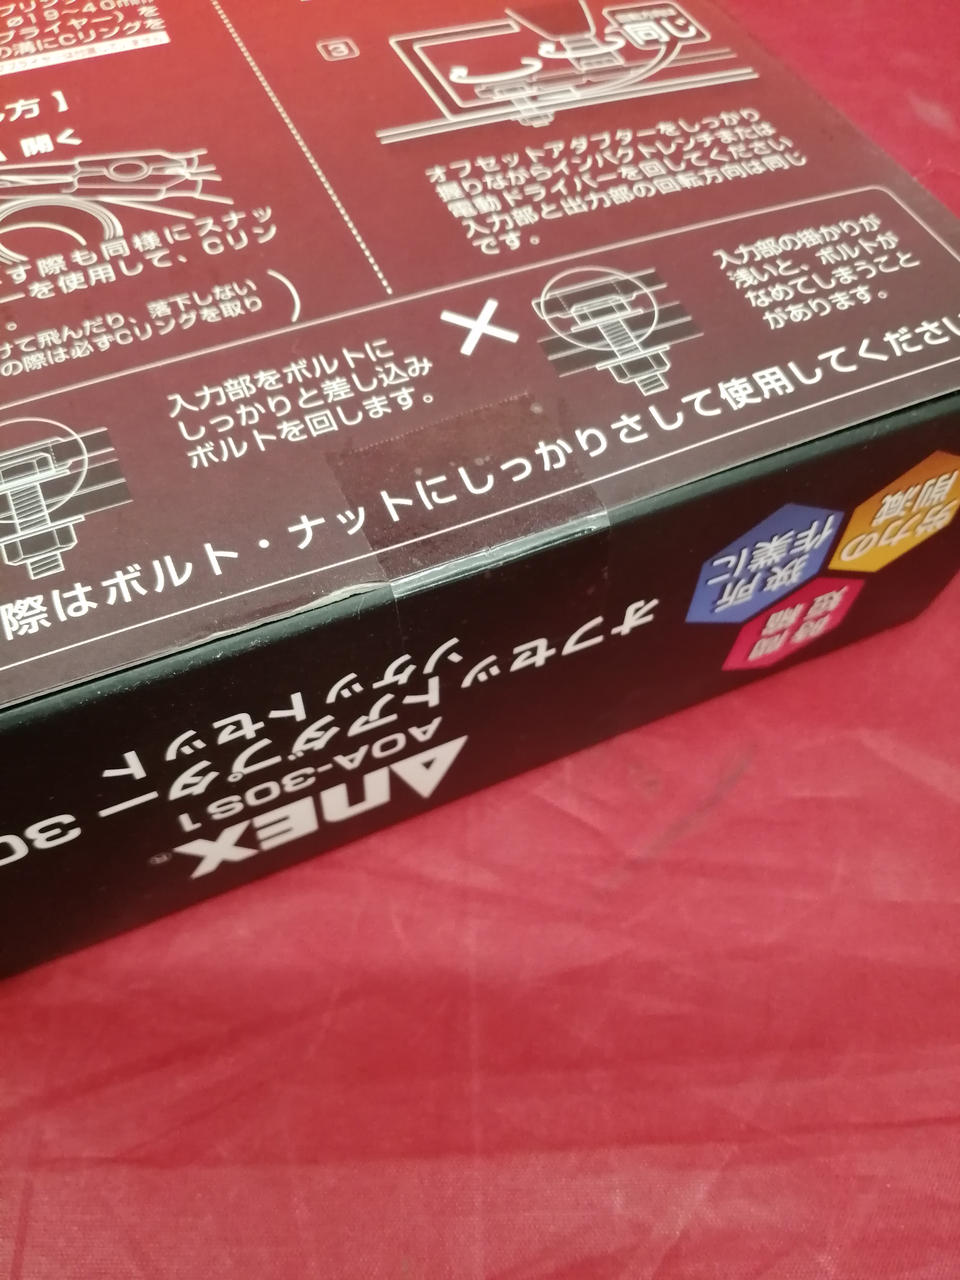 ø19~40mm
プライヤー)を
の溝にCリングを
し方】
開く
す際も同様にスナッ
ーを使用して、Cリン
。
けて飛んだり、落下しない
の際は必ずCリングを取り
3
同じ
オフセットアダプターをしっかり
握りながらインパクトレンチまたは
電動ドライバーを回してください
入力部と出力部の回転方向は同じ
です。
入力部をボルトに
しっかりと差し込み
ボルトを回します。
入力部の掛かりが
浅いと、ボルトが
なめてしまうこと
があります。
際はボルト・ナットにしっかりさして使用してください
ANEX®
AOA-30S1
オフセットアダプター 30
ソケットセット
狭所
作業に
時間
短縮
労力の
削減